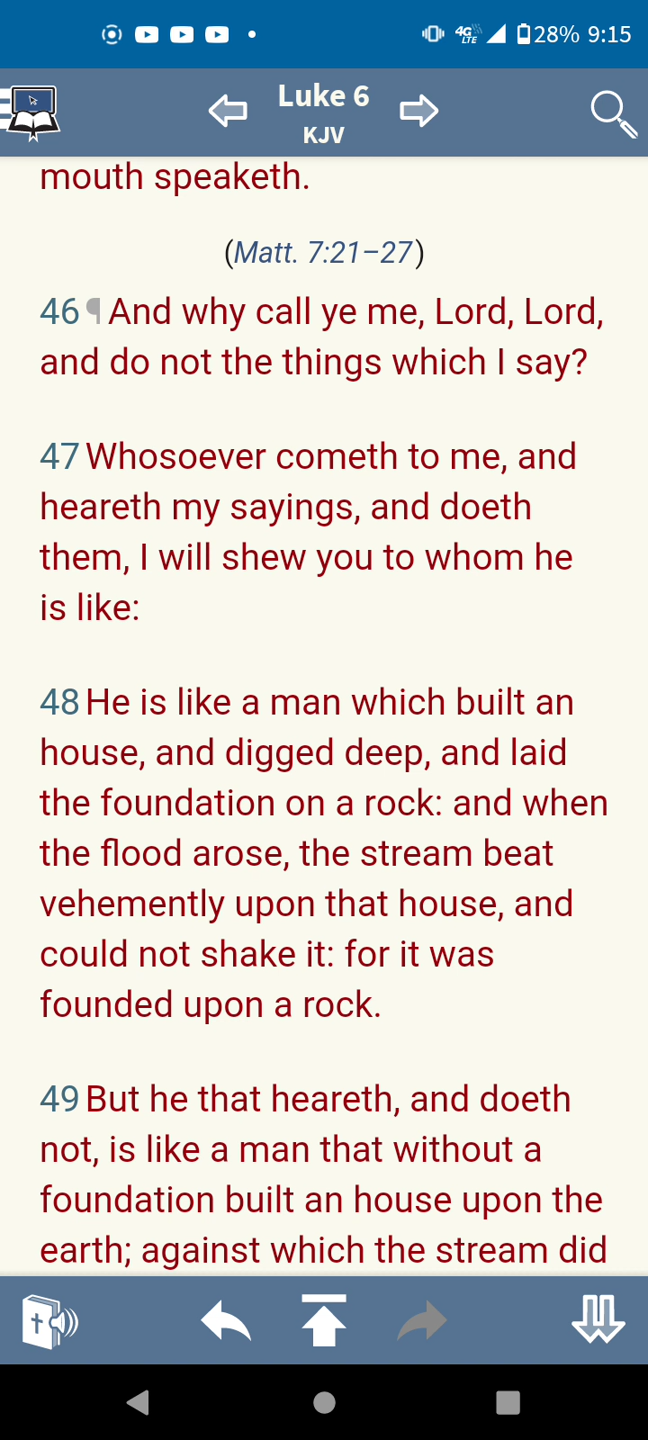 4G LTE 28% 9:15
Luke 6
KJV
mouth speaketh.
(Matt. 7:21–27)
46 ¶ And why call ye me, Lord, Lord,
and do not the things which I say?
47 Whosoever cometh to me, and
heareth my sayings, and doeth
them, I will shew you to whom he
is like:
48 He is like a man which built an
house, and digged deep, and laid
the foundation on a rock: and when
the flood arose, the stream beat
vehemently upon that house, and
could not shake it: for it was
founded upon a rock.
49 But he that heareth, and doeth
not, is like a man that without a
foundation built an house upon the
earth; against which the stream did